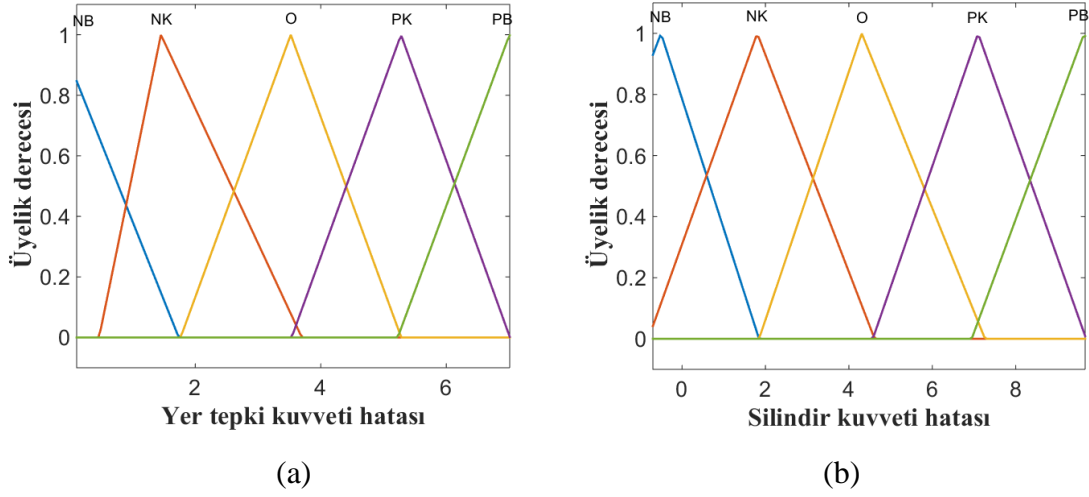 NB NK O PK PB
1
0.8
0.6
0.4
0.2
0
Üyelik derecesi
2 4 6
Yer tepki kuvveti hatası
(a)
NB NK O PK PB
1
0.8
0.6
0.4
0.2
0
Üyelik derecesi
0 2 4 6 8
Silindir kuvveti hatası
(b)